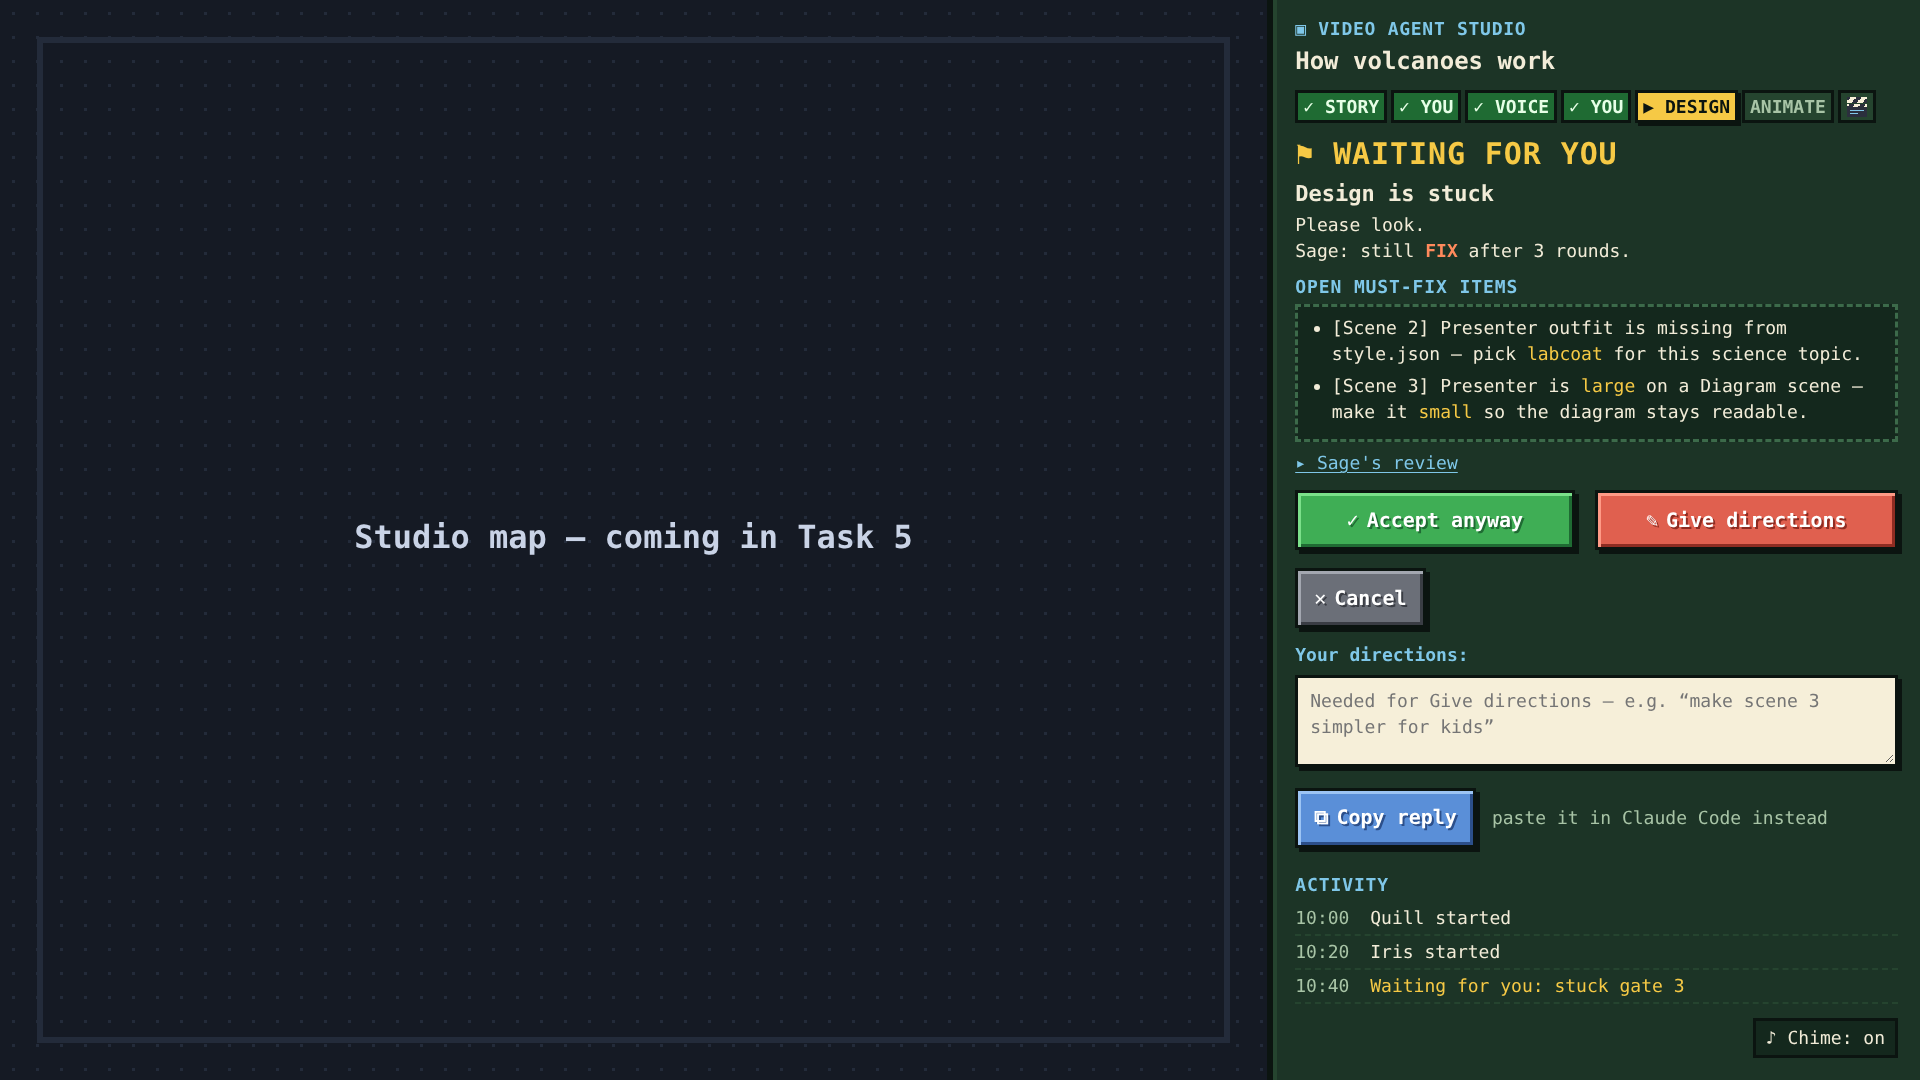 Studio map — coming in Task 5
▣ VIDEO AGENT STUDIO
How volcanoes work
✓ STORY ✓ YOU ✓ VOICE ✓ YOU ▶ DESIGN ANIMATE 🎬
⚑ WAITING FOR YOU
Design is stuck
Please look.
Sage: still FIX after 3 rounds.
OPEN MUST-FIX ITEMS
• [Scene 2] Presenter outfit is missing from
style.json — pick labcoat for this science topic.
• [Scene 3] Presenter is large on a Diagram scene —
make it small so the diagram stays readable.
▸ Sage's review
✓ Accept anyway ✎ Give directions
✕ Cancel
Your directions:
Needed for Give directions — e.g. “make scene 3
simpler for kids”
⧉ Copy reply paste it in Claude Code instead
ACTIVITY
10:00 Quill started
10:20 Iris started
10:40 Waiting for you: stuck gate 3
♪ Chime: on